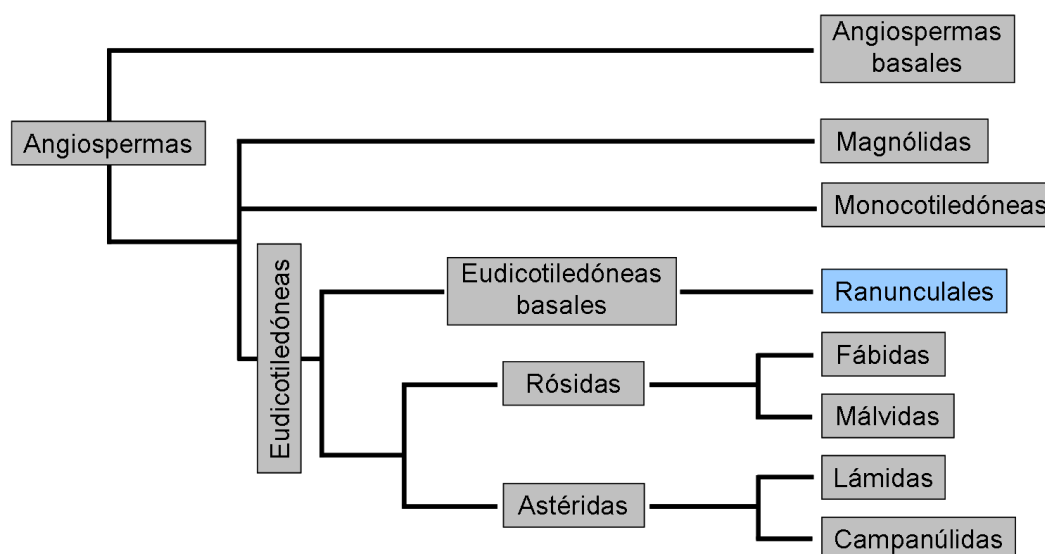 Angiospermas
basales
Angiospermas
Magnólidas
Monocotiledóneas
Eudicotiledóneas
Eudicotiledóneas
basales
Ranunculales
Fábidas
Rósidas
Málvidas
Lámidas
Astéridas
Campanúlidas